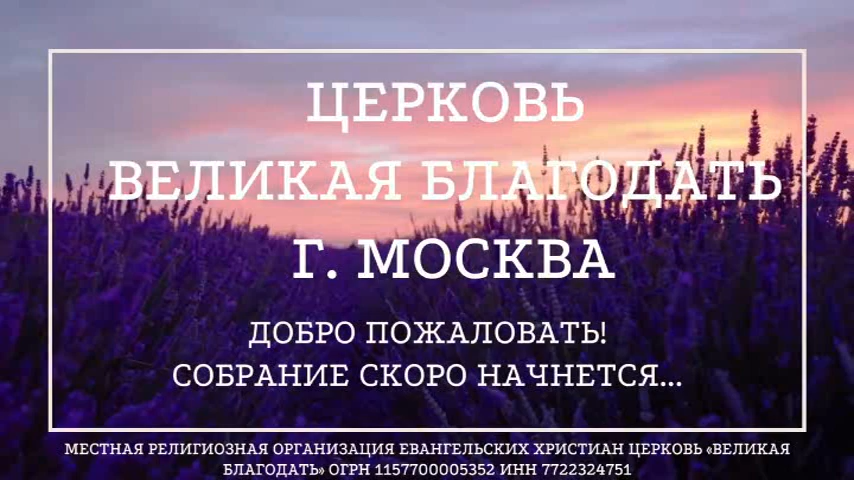 ЦЕРКОВЬ
ВЕЛИКАЯ БЛАГОДАТЬ
Г. МОСКВА
ДОБРО ПОЖАЛОВАТЬ!
СОБРАНИЕ СКОРО НАЧНЕТСЯ...
МЕСТНАЯ РЕЛИГИОЗНАЯ ОРГАНИЗАЦИЯ ЕВАНГЕЛЬСКИХ ХРИСТИАН ЦЕРКОВЬ «ВЕЛИКАЯ
БЛАГОДАТЬ» ОГРН 1157700005352 ИНН 7722324751